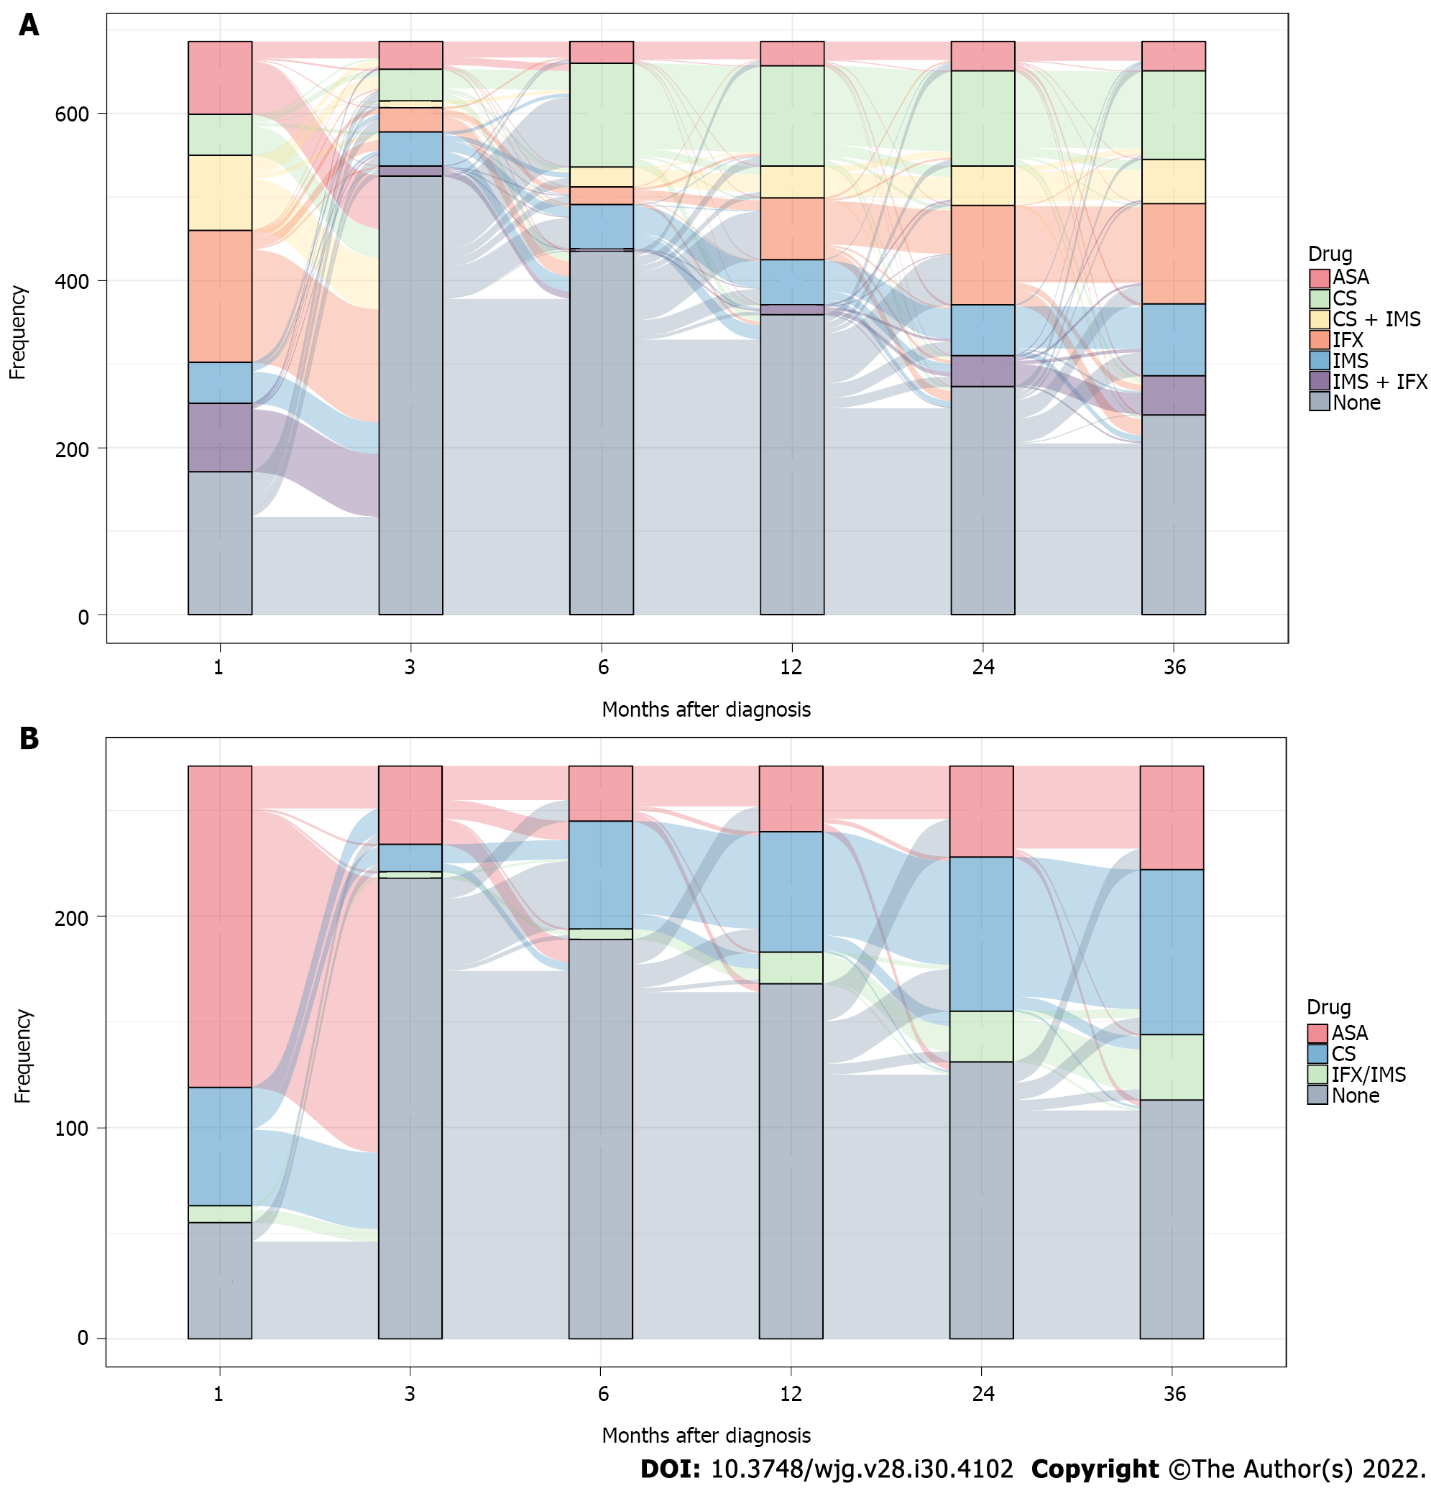 A
600
400
200
0
Frequency
1 3 6 12 24 36
Months after diagnosis
Drug
ASA
CS
CS + IMS
IFX
IMS
IMS + IFX
None
B
200
100
0
Frequency
1 3 6 12 24 36
Months after diagnosis
Drug
ASA
CS
IFX/IMS
None
DOI: 10.3748/wjg.v28.i30.4102 Copyright ©The Author(s) 2022.